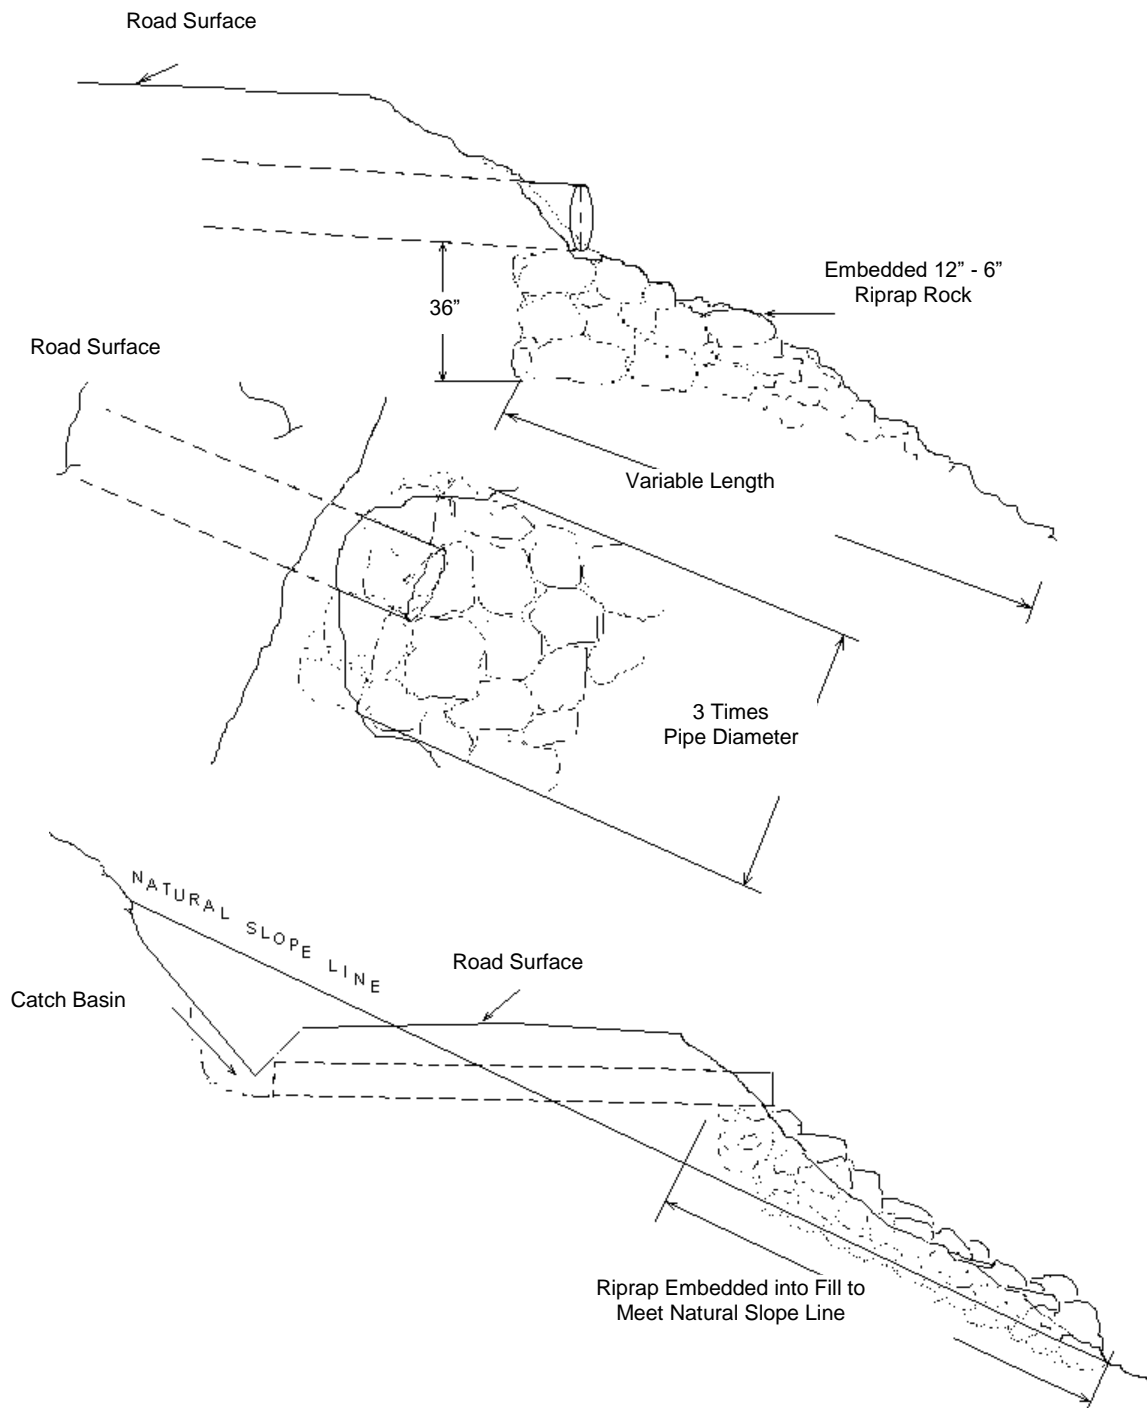 Road Surface
Embedded 12” - 6”
Riprap Rock
36”
Road Surface
Variable Length
3 Times
Pipe Diameter
NATURAL SLOPE LINE
Road Surface
Catch Basin
Riprap Embedded into Fill to
Meet Natural Slope Line